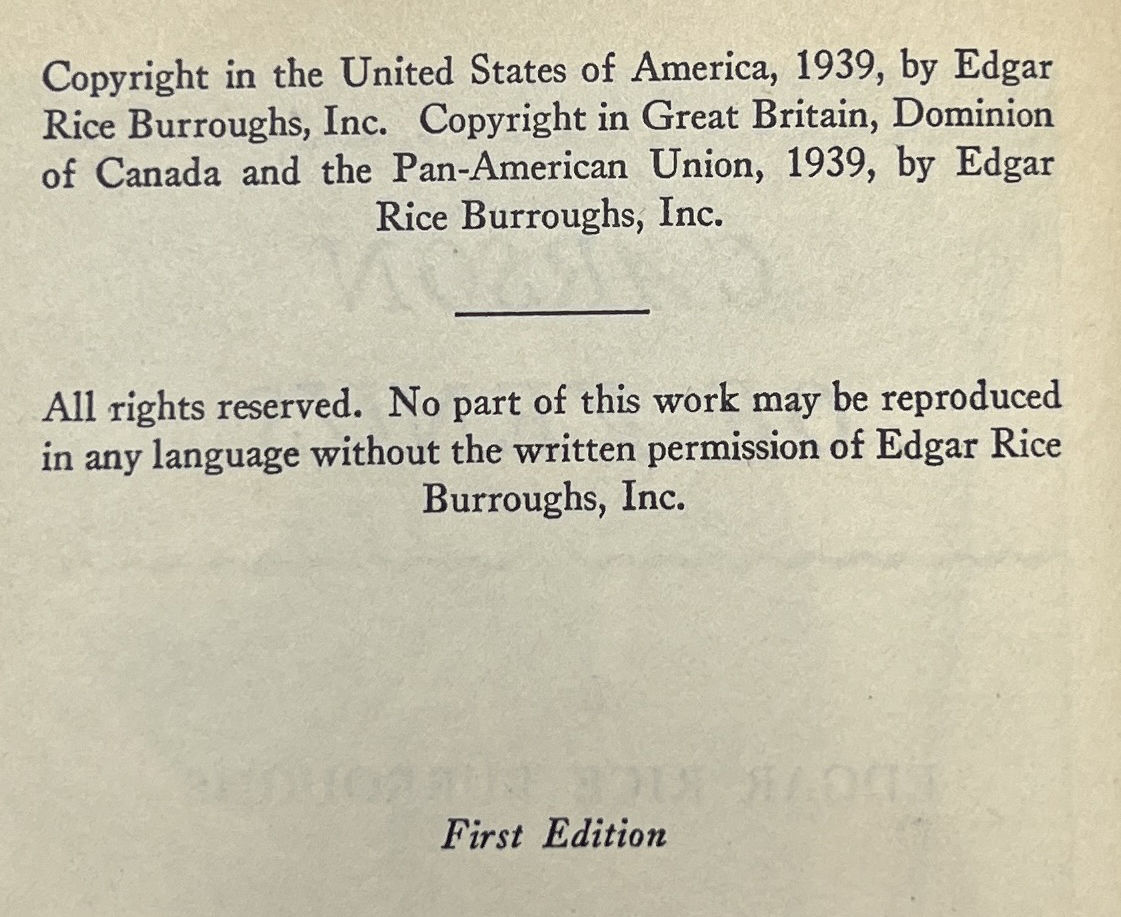 Copyright in the United States of America, 1939, by Edgar
Rice Burroughs, Inc. Copyright in Great Britain, Dominion
of Canada and the Pan-American Union, 1939, by Edgar
Rice Burroughs, Inc.
All rights reserved. No part of this work may be reproduced
in any language without the written permission of Edgar Rice
Burroughs, Inc.
First Edition